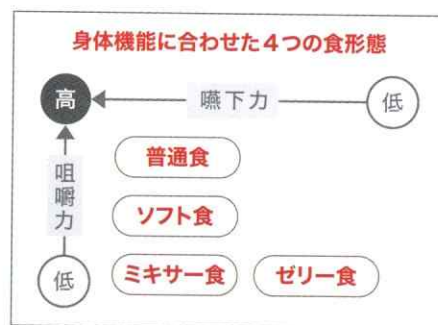 身体機能に合わせた4つの食形態
高
嚥下力
低
咀嚼力
普通食
ソフト食
低
ミキサー食
ゼリー食